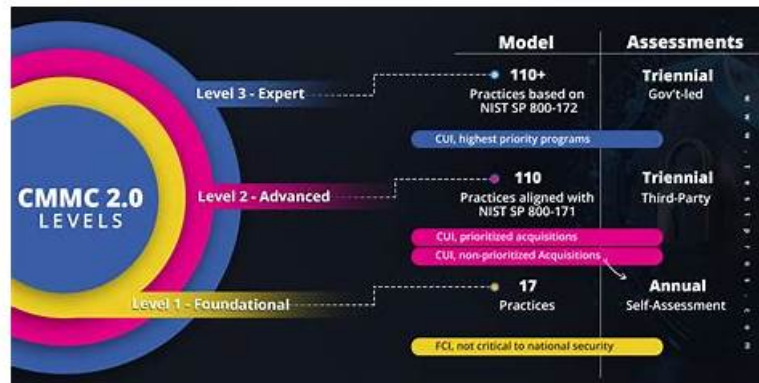 Model
Assessments
Level 3 - Expert
110+
Practices based on
NIST SP 800-172
Triennial
Gov't-led
CUI, highest priority programs
CMMC 2.0
LEVELS
Level 2 - Advanced
110
Practices aligned with
NIST SP 800-171
Triennial
Third-Party
CUI, prioritized acquisitions
CUI, non-prioritized Acquisitions
Level 1 - Foundational
17
Practices
Annual
Self-Assessment
FCI, not critical to national security